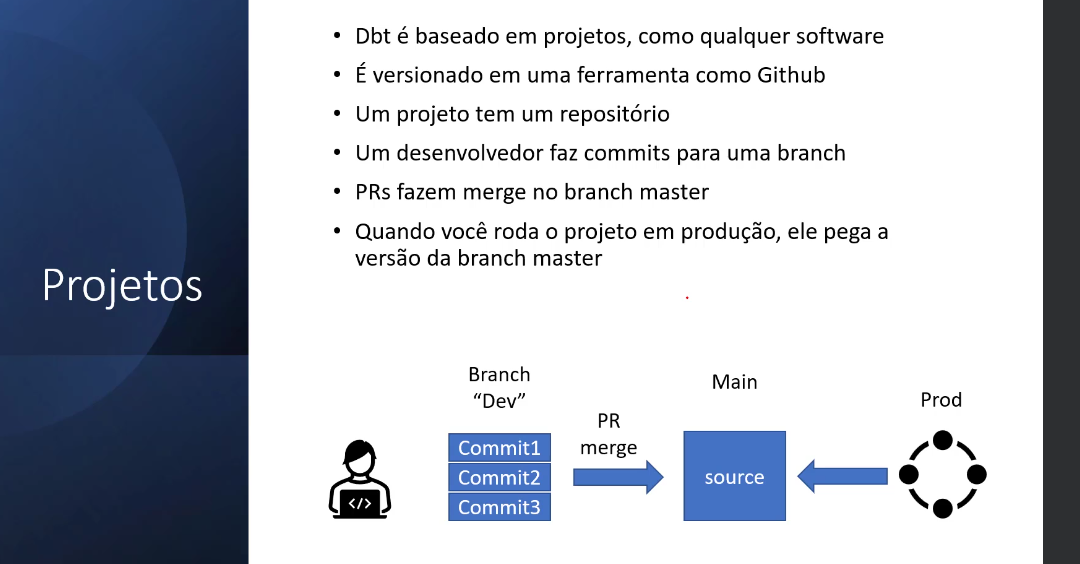 Projetos
• Dbt é baseado em projetos, como qualquer software
• É versionado em uma ferramenta como Github
• Um projeto tem um repositório
• Um desenvolvedor faz commits para uma branch
• PRs fazem merge no branch master
• Quando você roda o projeto em produção, ele pega a
versão da branch master
Branch
“Dev”
Commit1
Commit2
Commit3
PR
merge
Main
source
Prod
</>